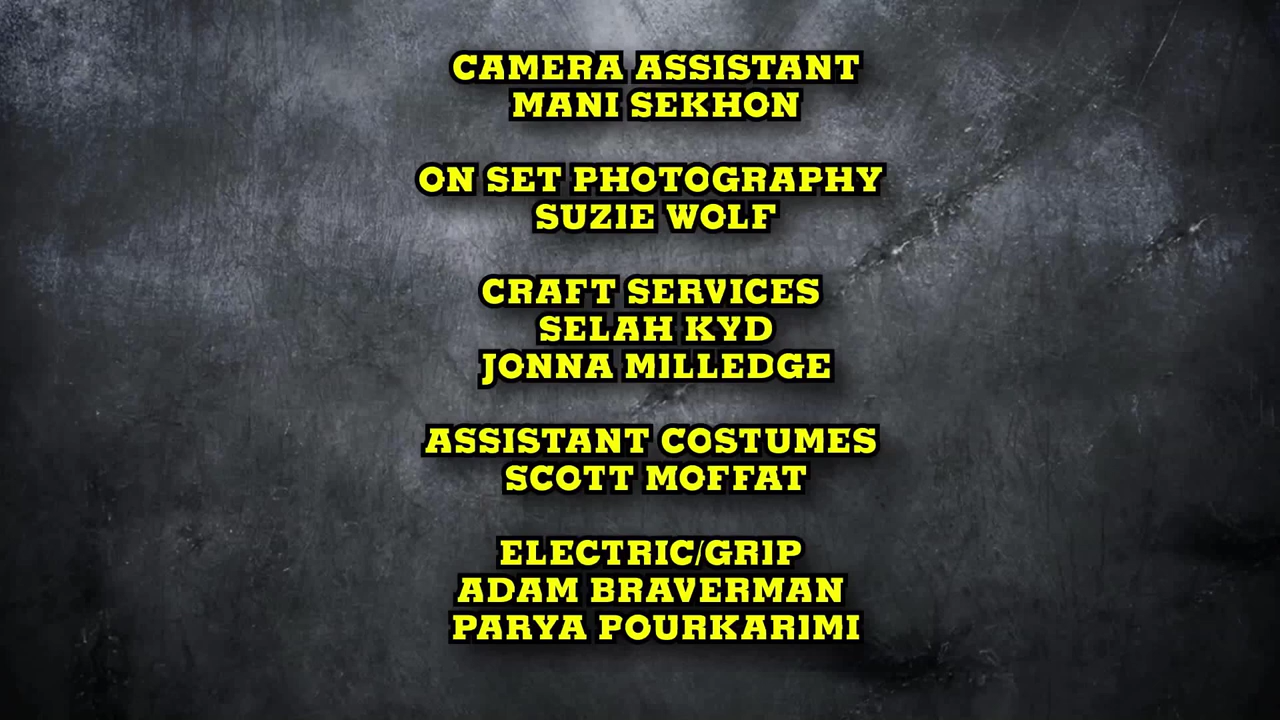 CAMERA ASSISTANT
MANI SEKHON
ON SET PHOTOGRAPHY
SUZIE WOLF
CRAFT SERVICES
SELAH KYD
JONNA MILLEDGE
ASSISTANT COSTUMES
SCOTT MOFFAT
ELECTRIC/GRIP
ADAM BRAVERMAN
PARYA POURKARIMI